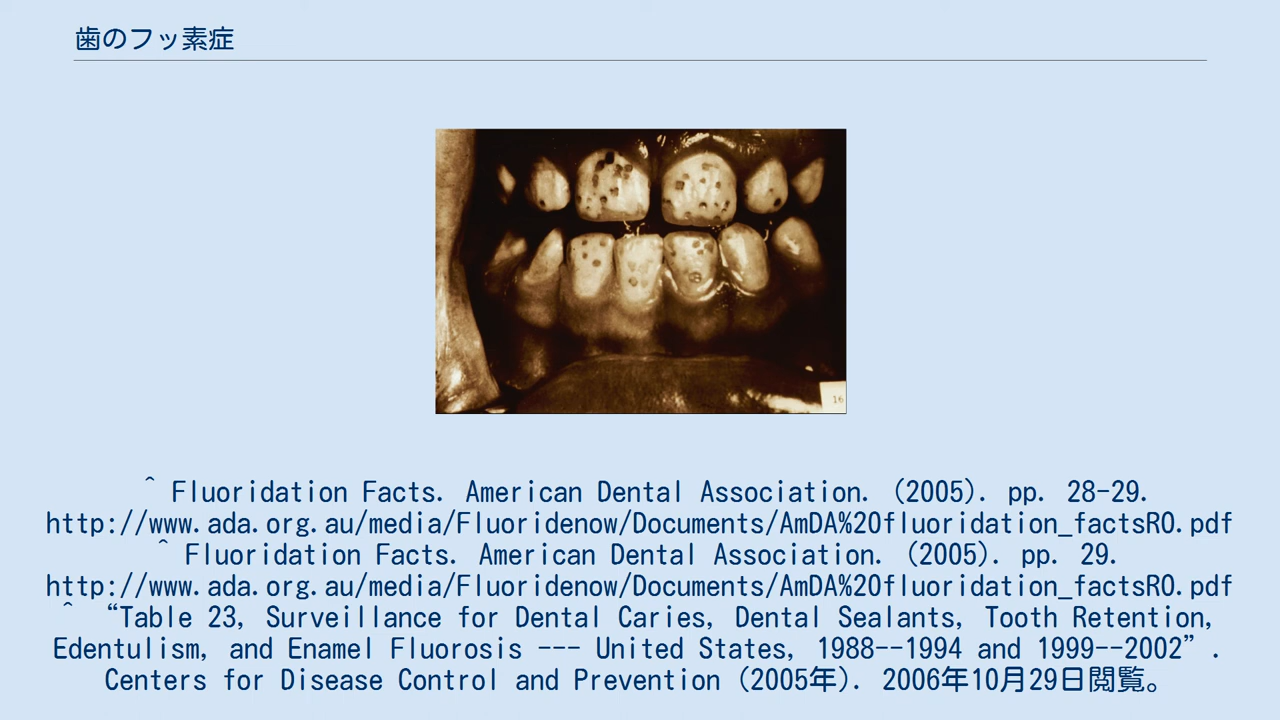 歯のフッ素症
16
^ Fluoridation Facts. American Dental Association. (2005). pp. 28-29.
http://www.ada.org.au/media/Fluoridenow/Documents/AmDA%20fluoridation_factsRO.pdf
^ Fluoridation Facts. American Dental Association. (2005). pp. 29.
http://www.ada.org.au/media/Fluoridenow/Documents/AmDA%20fluoridation_factsRO.pdf
^ “Table 23, Surveillance for Dental Caries, Dental Sealants, Tooth Retention,
Edentulism, and Enamel Fluorosis --- United States, 1988--1994 and 1999--2002”.
Centers for Disease Control and Prevention (2005年). 2006年10月29日閲覧。